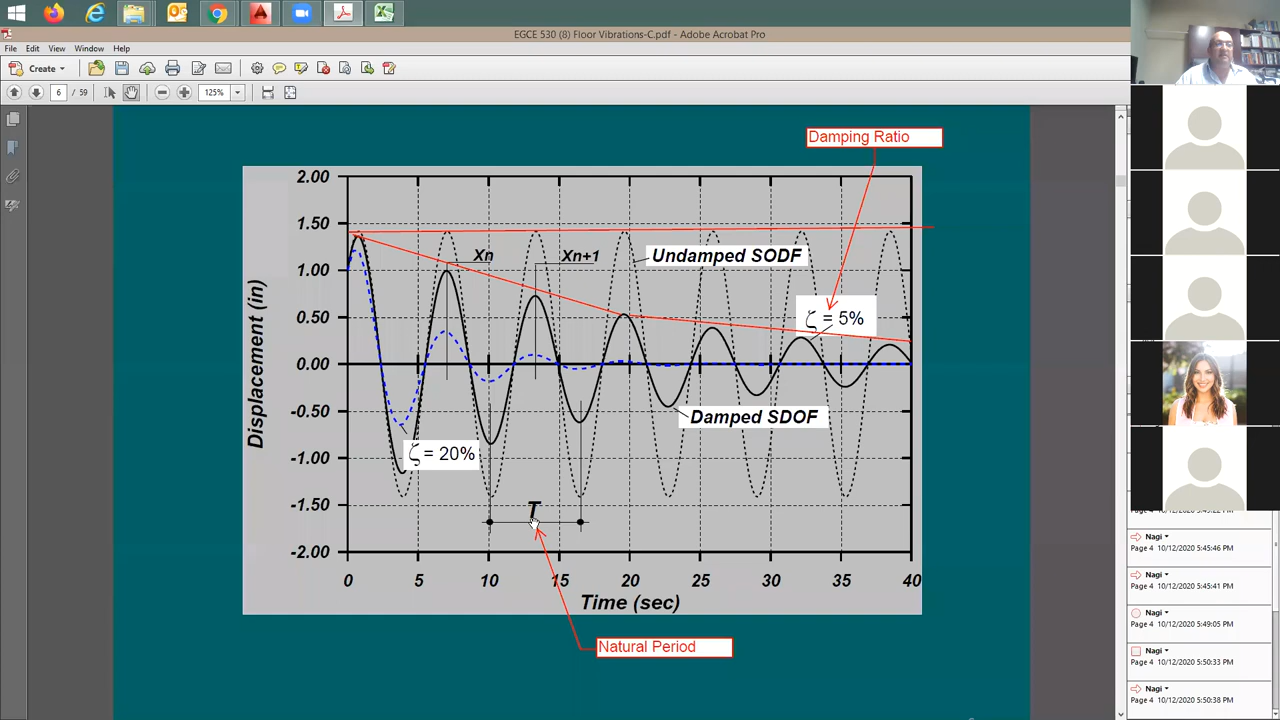 EGCE 530 (8) Floor Vibrations-C.pdf - Adobe Acrobat Pro
File Edit View Window Help
Create
6 / 59 125%
Damping Ratio
2.00
1.50
1.00
0.50
0.00
-0.50
-1.00
-1.50
-2.00
Displacement (in)
Xn Xn+1 Undamped SODF
ζ = 5%
Damped SDOF
ζ = 20%
T
0 5 10 15 20 25 30 35 40
Time (sec)
Natural Period
Nagi
Page 4 10/12/2020 5:45:46 PM
Nagi
Page 4 10/12/2020 5:45:41 PM
Nagi
Page 4 10/12/2020 5:49:05 PM
Nagi
Page 4 10/12/2020 5:50:33 PM
Nagi
Page 4 10/12/2020 5:50:38 PM